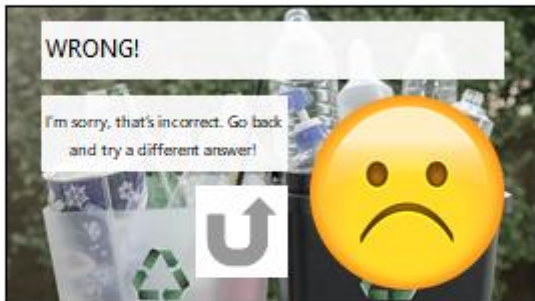 WRONG!
I'm sorry, that's incorrect. Go back
and try a different answer!